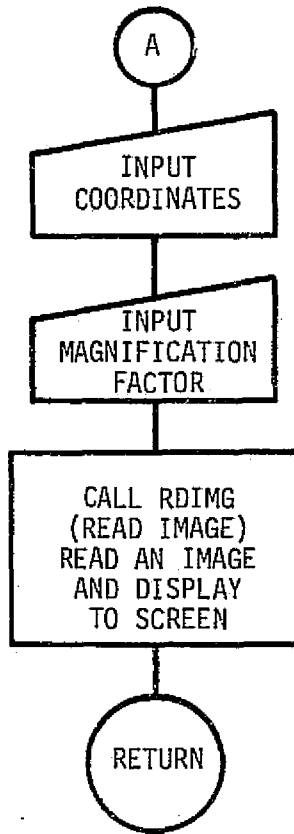 A
INPUT
COORDINATES
INPUT
MAGNIFICATION
FACTOR
CALL RDIMG
(READ IMAGE)
READ AN IMAGE
AND DISPLAY
TO SCREEN
RETURN